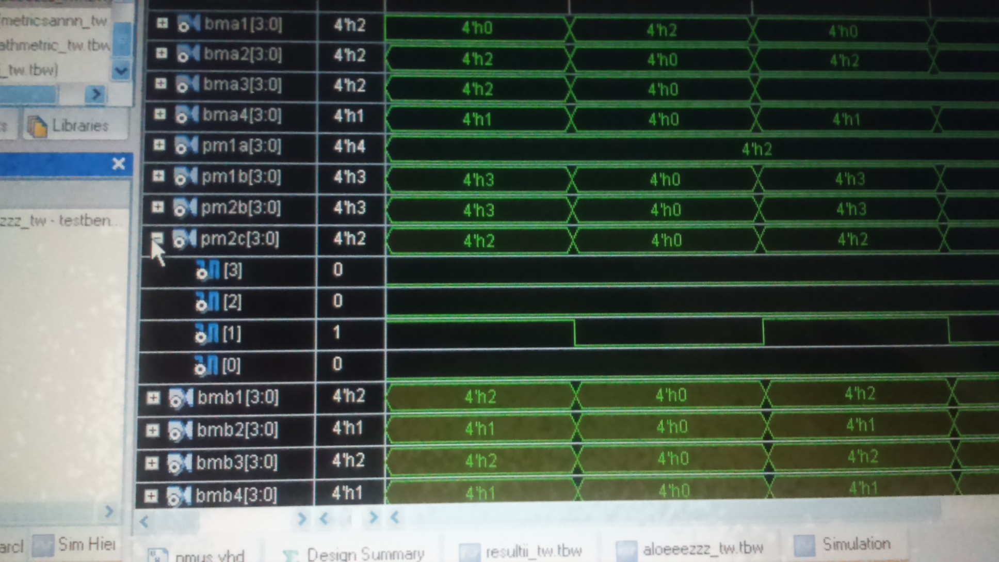 metricsannn_tw
athmetric_tw.tbw
_tw.tbw)
Libraries
zzz_tw - testben...
bma1[3:0] 4'h2 4'h0 4'h2 4'h0
bma2[3:0] 4'h2 4'h2 4'h0 4'h2
bma3[3:0] 4'h2 4'h2 4'h0
bma4[3:0] 4'h1 4'h1 4'h0 4'h1
pm1a[3:0] 4'h4 4'h2
pm1b[3:0] 4'h3 4'h3 4'h0 4'h3
pm2b[3:0] 4'h3 4'h3 4'h0 4'h3
pm2c[3:0] 4'h2 4'h2 4'h0 4'h2
[3] 0
[2] 0
[1] 1
[0] 0
bmb1[3:0] 4'h2 4'h2 4'h0 4'h2
bmb2[3:0] 4'h1 4'h1 4'h0 4'h1
bmb3[3:0] 4'h2 4'h2 4'h0 4'h2
bmb4[3:0] 4'h1 4'h1 4'h0 4'h1
arcl Sim Hier
pmus.vhd Design Summary resultii_tw.tbw aloeeezzz_tw.tbw Simulation